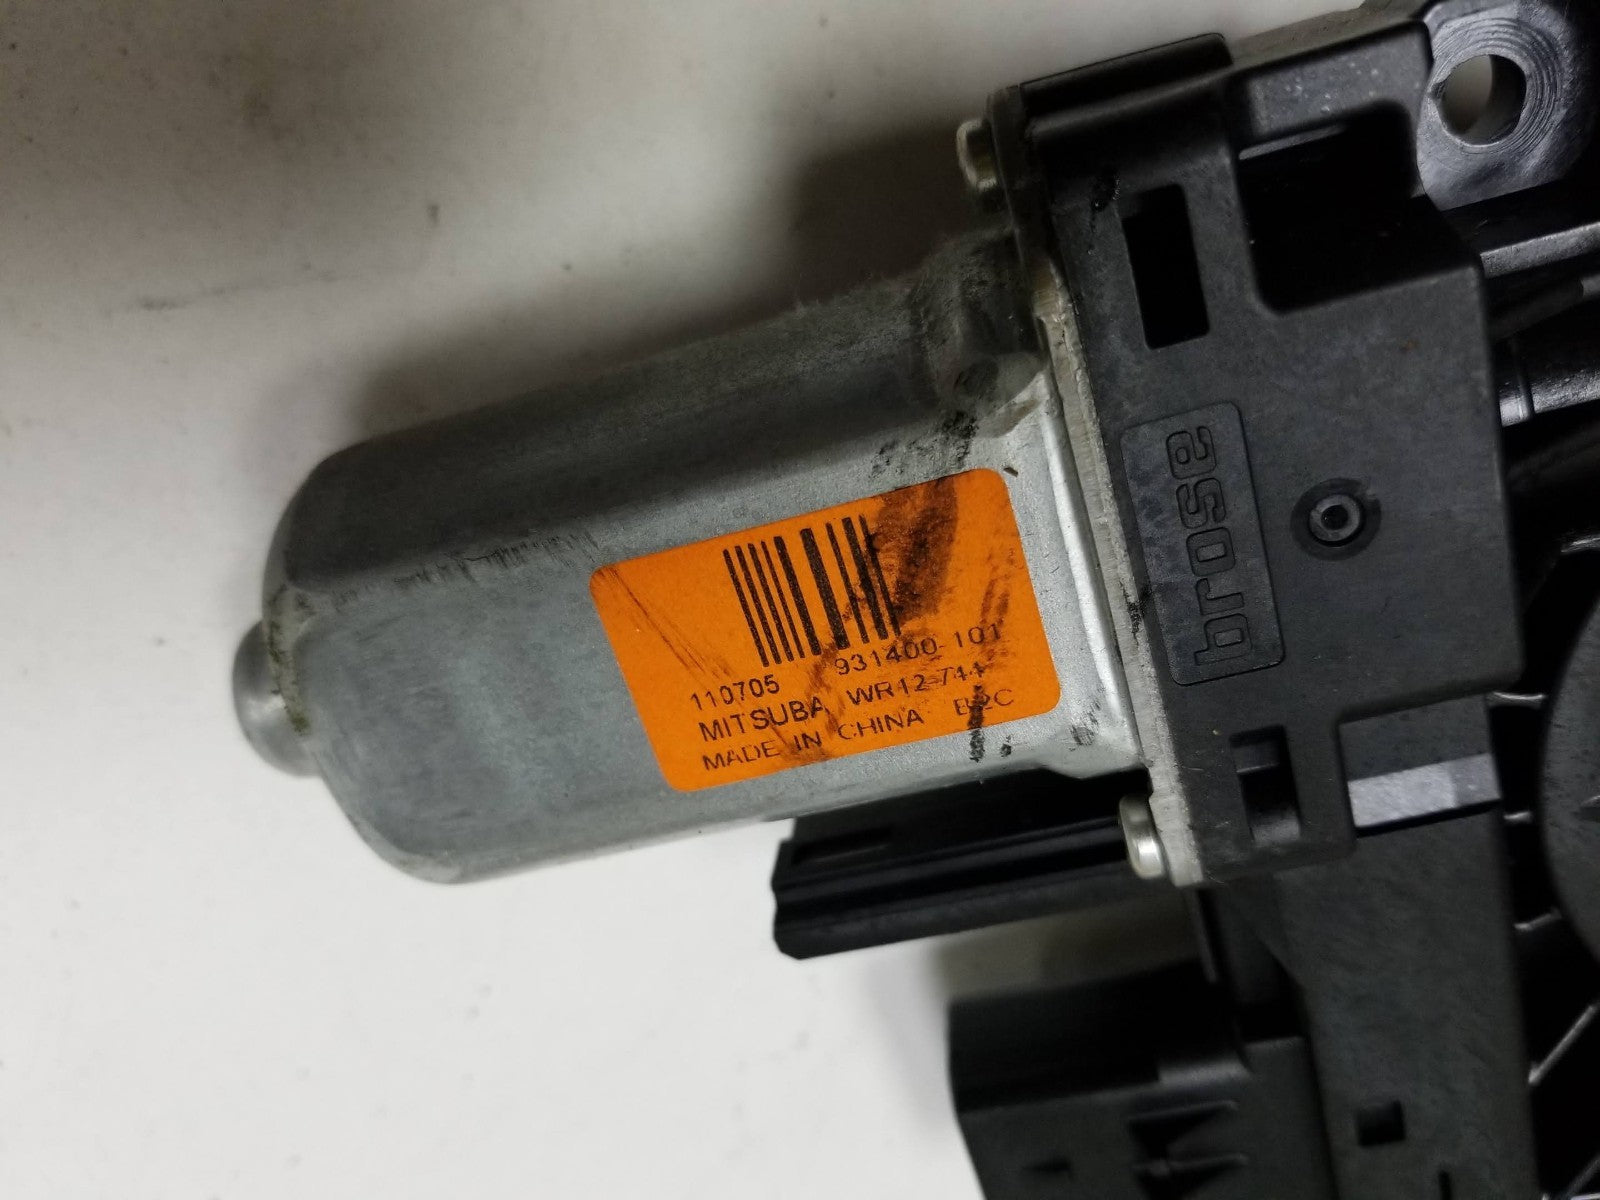 110705 931400-101
MITSUBA WR12-744
MADE IN CHINA B2C
brose